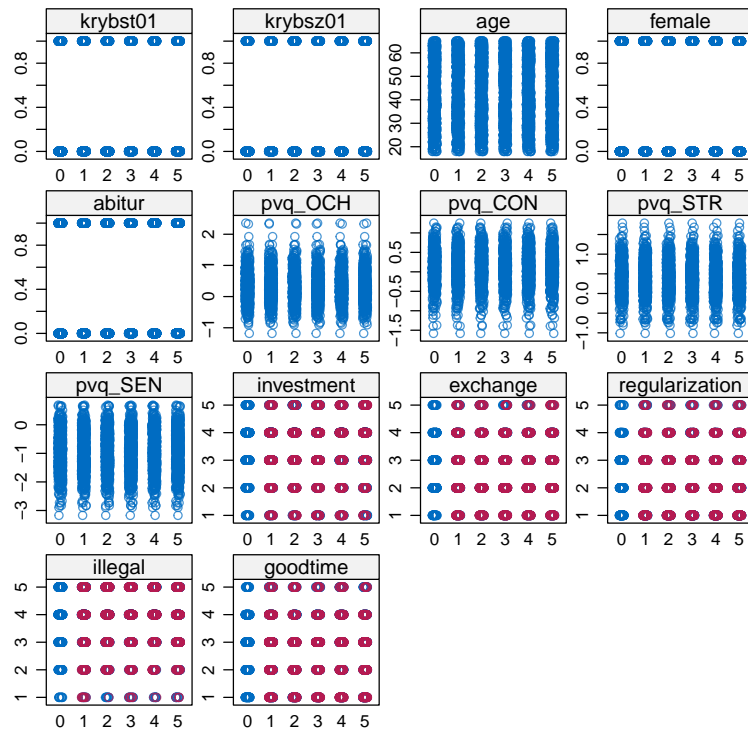 krybst01 krybsz01 age female
0.0 0.4 0.8 0.0 0.4 0.8 20 30 40 50 60 0.0 0.4 0.8
0 1 2 3 4 5 0 1 2 3 4 5 0 1 2 3 4 5 0 1 2 3 4 5
abitur pvq_OCH pvq_CON pvq_STR
0.0 0.4 0.8 −1 0 1 2 −1.5 −0.5 0.5 −1.0 0.0 1.0
0 1 2 3 4 5 0 1 2 3 4 5 0 1 2 3 4 5 0 1 2 3 4 5
pvq_SEN investment exchange regularization
−3 −2 −1 0 1 2 3 4 5 1 2 3 4 5 1 2 3 4 5
0 1 2 3 4 5 0 1 2 3 4 5 0 1 2 3 4 5 0 1 2 3 4 5
illegal goodtime
1 2 3 4 5 1 2 3 4 5
0 1 2 3 4 5 0 1 2 3 4 5